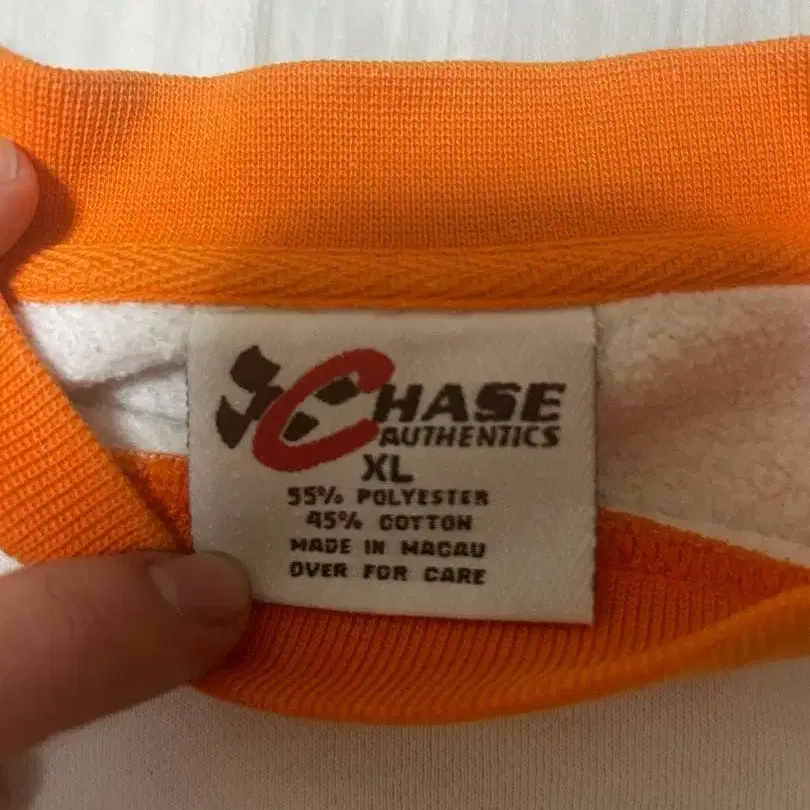 CHASE
AUTHENTICS
XL
55% POLYESTER
45% COTTON
MADE IN MACAU
OVER FOR CARE